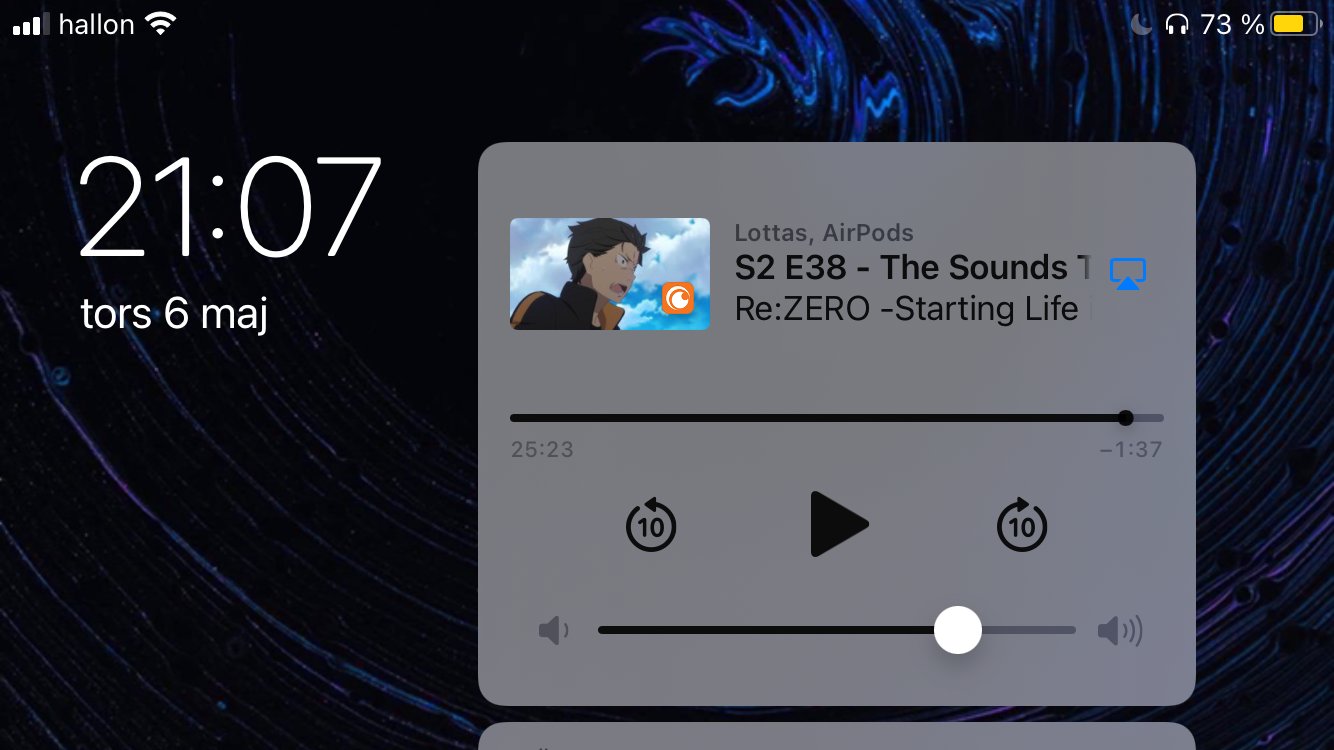 hallon
73 %
21:07
tors 6 maj
Lottas, AirPods
S2 E38 - The Sounds T
Re:ZERO -Starting Life
25:23
−1:37
10
10